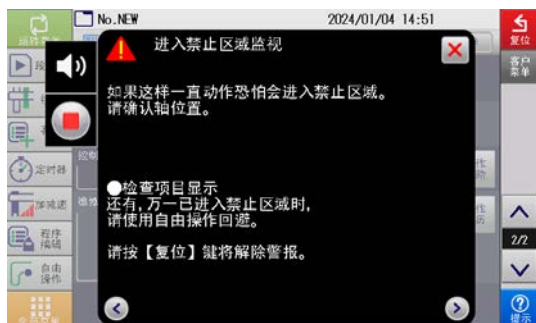 No.NEW
2024/01/04 14:51
复位
客户
菜单
进入禁止区域监视
如果这样一直动作恐怕会进入禁止区域。
请确认轴位置。
●检查项目显示
还有，万一已进入禁止区域时，
请使用自由操作回避。
请按【复位】键将解除警报。
定时器
加减速
程序
编辑
自由
操作
2/2
提示